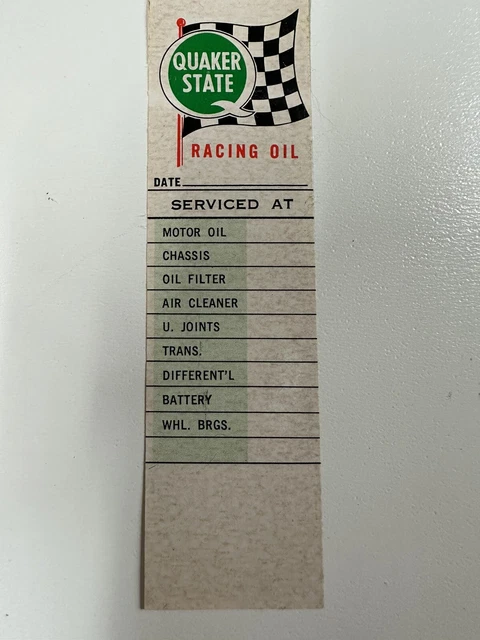 QUAKER
STATE
RACING OIL
DATE
SERVICED AT
MOTOR OIL
CHASSIS
OIL FILTER
AIR CLEANER
U. JOINTS
TRANS.
DIFFERENT'L
BATTERY
WHL. BRGS.